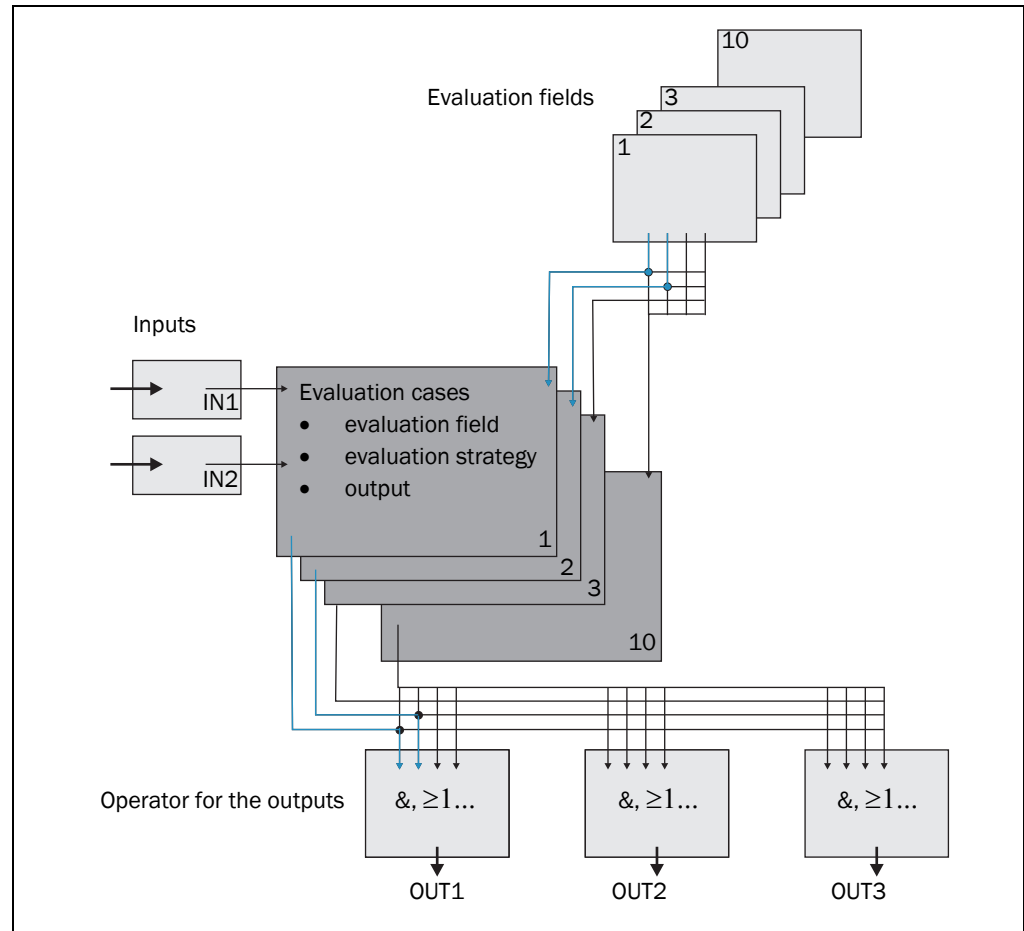 10
Evaluation fields
3
2
1
Inputs
IN1
IN2
Evaluation cases
● evaluation field
● evaluation strategy
● output
1
2
3
10
Operator for the outputs
&, ≥1...
&, ≥1...
&, ≥1...
OUT1
OUT2
OUT3